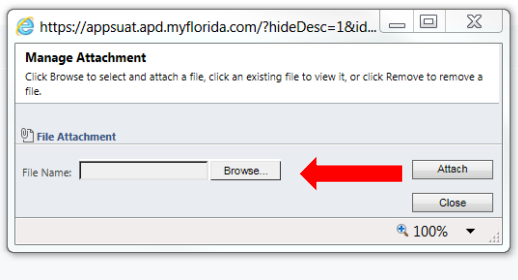 https://appsuat.apd.myflorida.com/?hideDesc=1&id...
Manage Attachment
Click Browse to select and attach a file, click an existing file to view it, or click Remove to remove a
file.
File Attachment
File Name: Browse... Attach
Close
100%